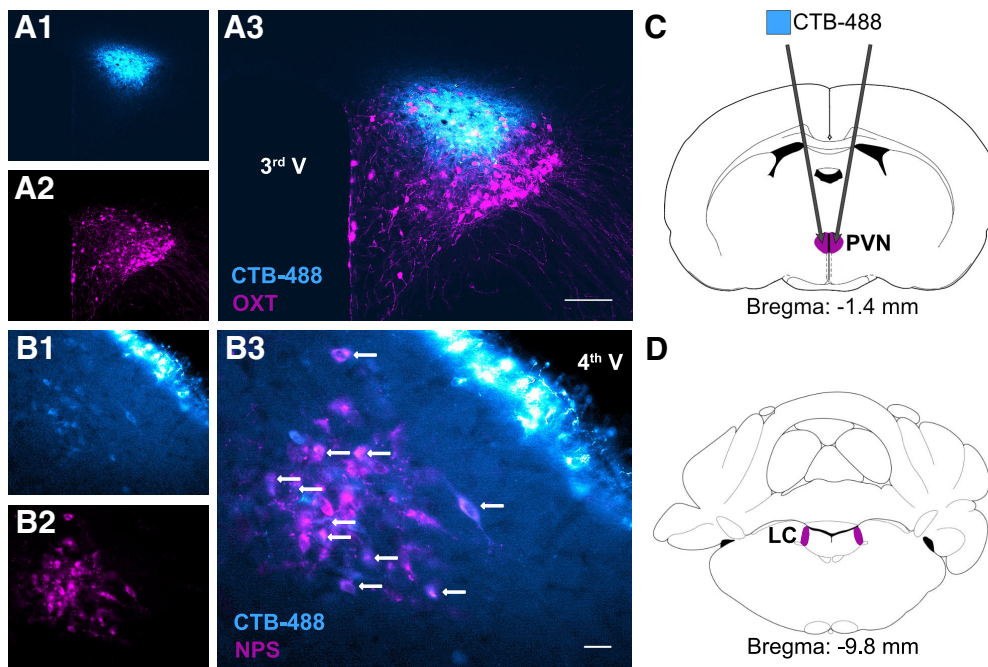 A1
A2
A3
3rd V
CTB-488
OXT
B1
B2
B3
4th V
CTB-488
NPS
C
CTB-488
PVN
Bregma: -1.4 mm
D
LC
Bregma: -9.8 mm